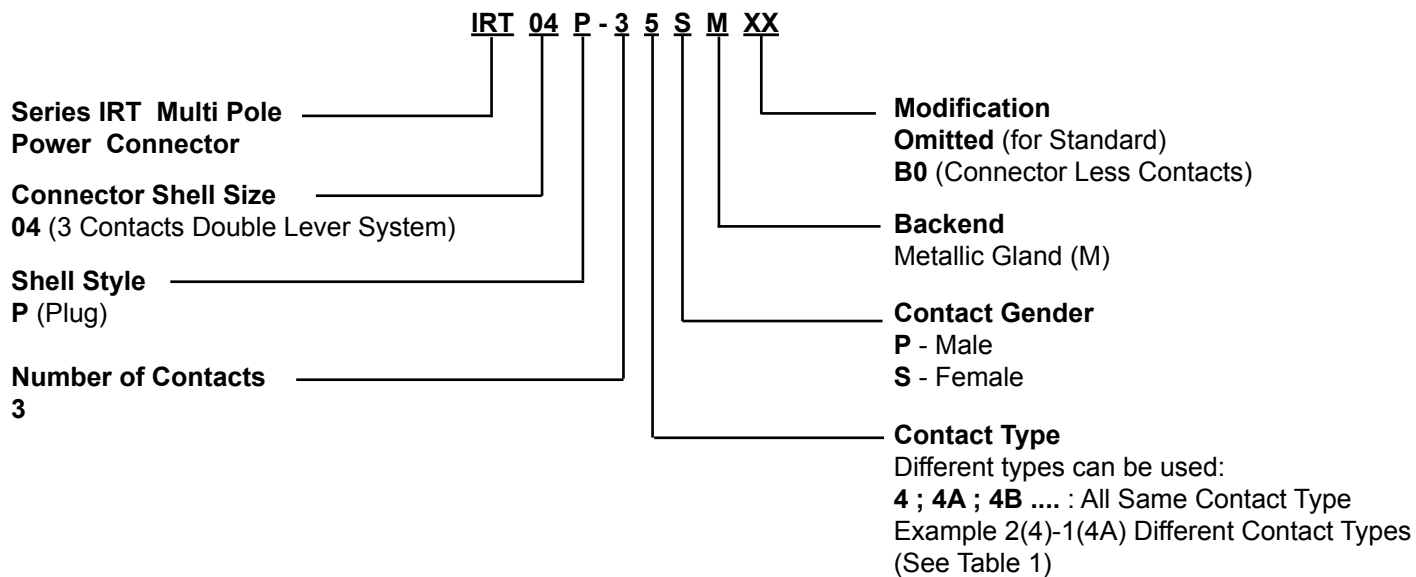 IRT 04 P - 3 5 S M XX
Series IRT Multi Pole
Power Connector
Connector Shell Size
04 (3 Contacts Double Lever System)
Shell Style
P (Plug)
Number of Contacts
3
Modification
Omitted (for Standard)
B0 (Connector Less Contacts)
Backend
Metallic Gland (M)
Contact Gender
P - Male
S - Female
Contact Type
Different types can be used:
4 ; 4A ; 4B .... : All Same Contact Type
Example 2(4)-1(4A) Different Contact Types
(See Table 1)